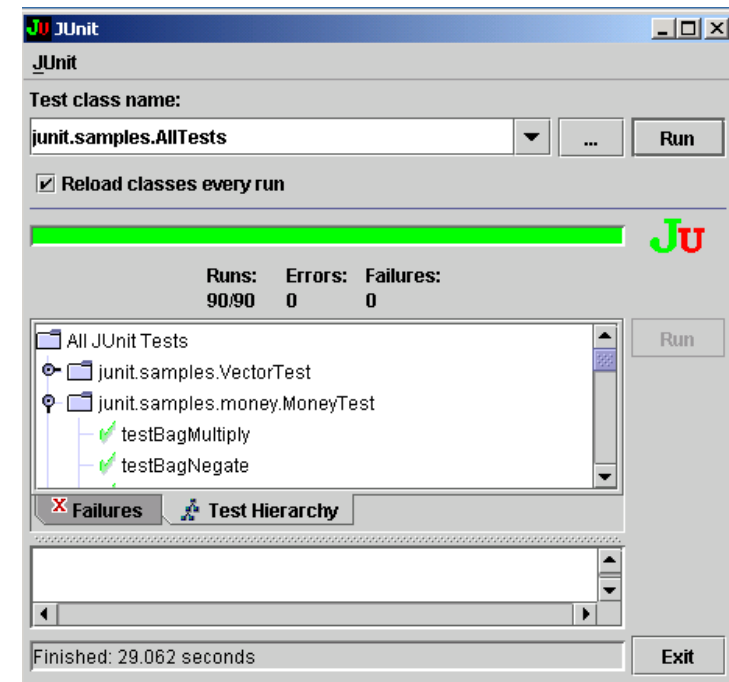 JU JUnit
JUnit
Test class name:
junit.samples.AllTests ... Run
Reload classes every run
JU
Runs: Errors: Failures:
90/90 0 0
All JUnit Tests Run
junit.samples.VectorTest
junit.samples.money.MoneyTest
testBagMultiply
testBagNegate
X Failures Test Hierarchy
Finished: 29.062 seconds Exit